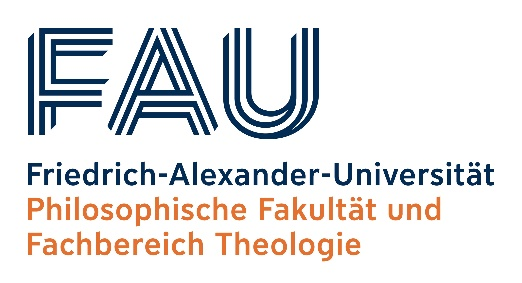 FAU
Friedrich-Alexander-Universität
Philosophische Fakultät und
Fachbereich Theologie